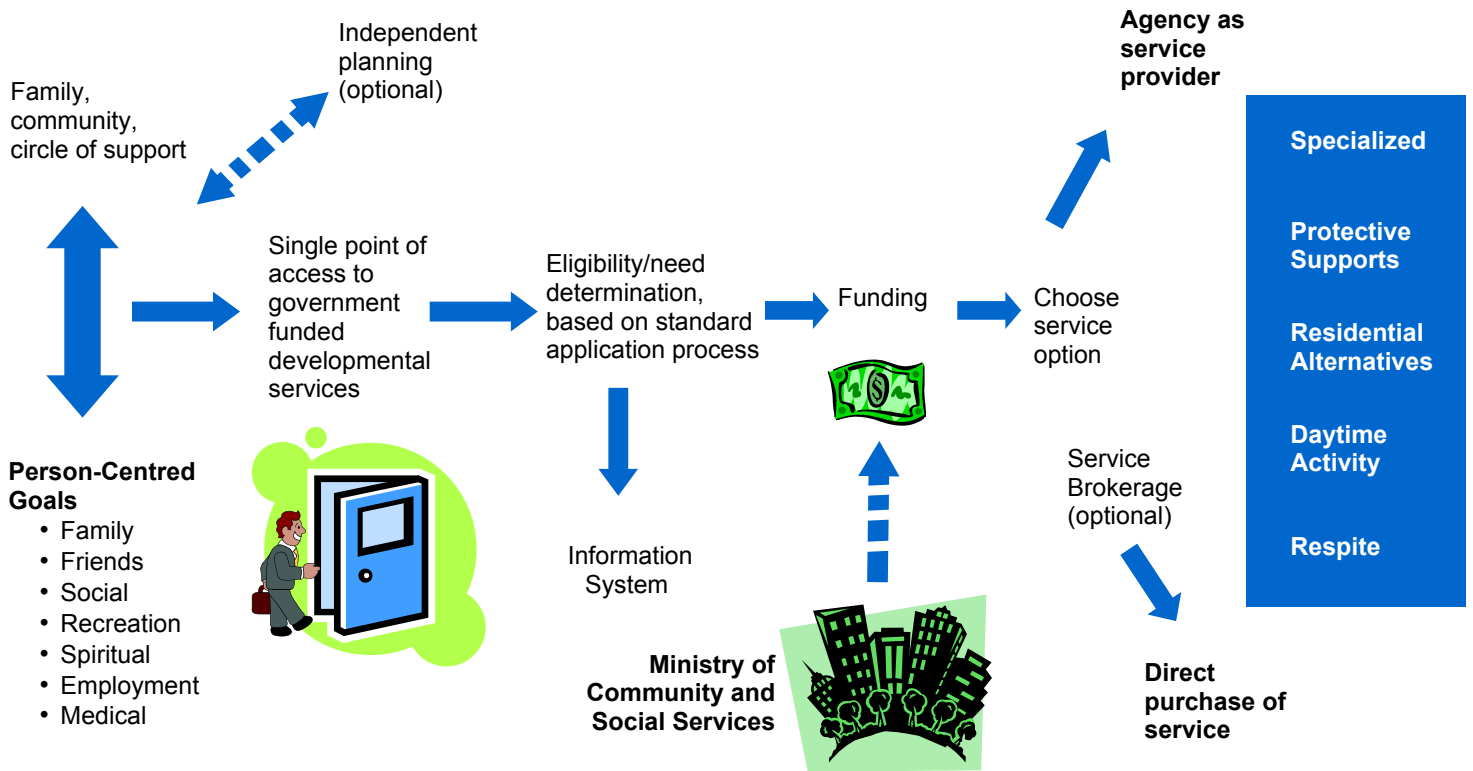 Family,
community,
circle of support
Independent
planning
(optional)
Person-Centred
Goals
• Family
• Friends
• Social
• Recreation
• Spiritual
• Employment
• Medical
Single point of
access to
government
funded
developmental
services
Eligibility/need
determination,
based on standard
application process
Information
System
Funding
$
Ministry of
Community and
Social Services
Choose
service
option
Agency as
service
provider
Service
Brokerage
(optional)
Direct
purchase of
service
Specialized
Protective
Supports
Residential
Alternatives
Daytime
Activity
Respite